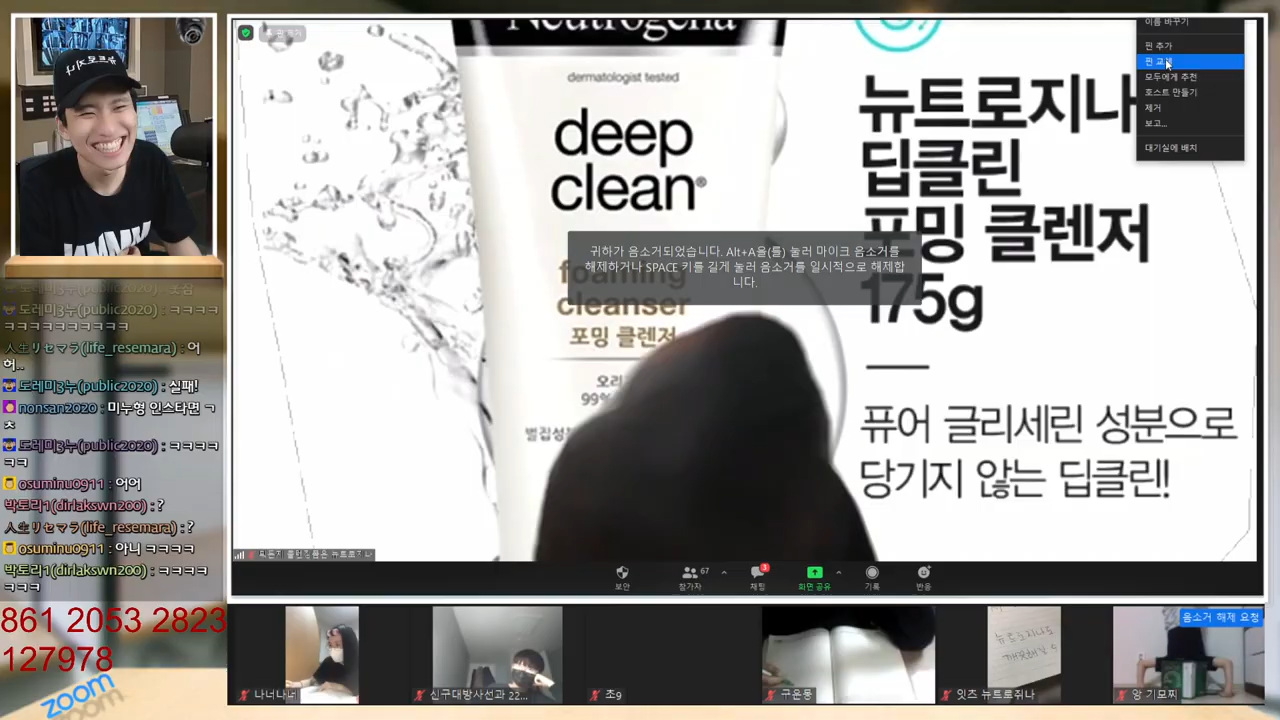 Neutrogena
dermatologist tested
deep
clean®
foaming
cleanser
포밍 클렌저
뉴트로지나
딥클린
포밍 클렌저
175g
퓨어 글리세린 성분으로
당기지 않는 딥클린!
귀하가 음소거되었습니다. Alt+A을(를) 눌러 마이크 음소거를
해제하거나 SPACE 키를 길게 눌러 음소거를 일시적으로 해제합
니다.
이름 바꾸기
핀 추가
핀 교체
모두에게 추천
호스트 만들기
제거
보고...
대기실에 배치
핀 제거
뉴트로지나
도레미3누(public2020) : ㅋㅋㅋㅋ
ㅋㅋㅋㅋㅋㅋㅋㅋㅋㅋ
人生リセマラ(life_resemara) : 어
허..
도레미3누(public2020) : 실패!
nonsan2020 : 미누형 인스타면 ㄱ
ㅊ
도레미3누(public2020) : ㅋㅋㅋㅋ
ㅋㅋ
osuminu0911 : 어어
박토리1(dirlakswn200) : ?
人生リセマラ(life_resemara) : ?
osuminu0911 : 아니 ㅋㅋㅋㅋ
박토리1(dirlakswn200) : ㅋㅋㅋㅋ
ㅋㅋㅋ
861 2053 2823
127978
zoom
보안
참가자
67
채팅
3
화면 공유
기록
반응
나너나너
신구대방사선과 22...
초9
구운동
잇츠 뉴트로쥐나
앙 기모찌
음소거 해제 요청